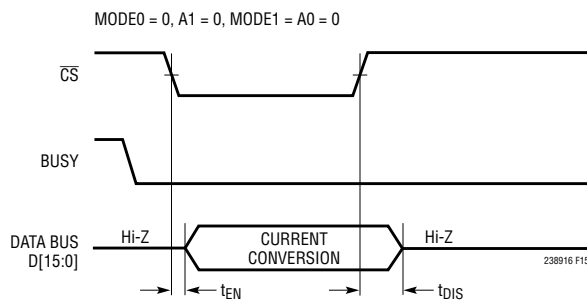 MODE0 = 0, A1 = 0, MODE1 = A0 = 0
CS
BUSY
DATA BUS
D[15:0]
Hi-Z
CURRENT
CONVERSION
Hi-Z
238916 F15
tEN
tDIS